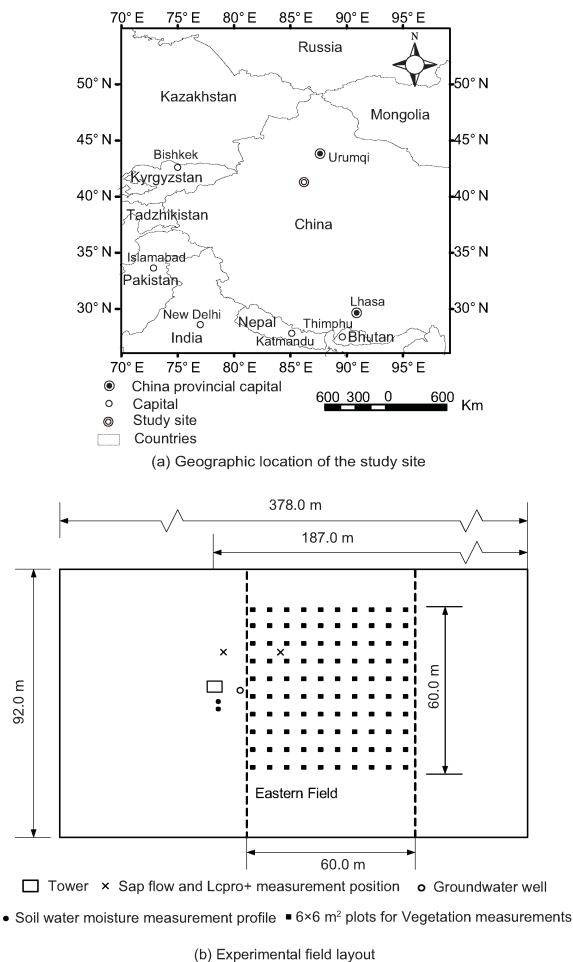 70° E 75° E 80° E 85° E 90° E 95° E
N
Russia
50° N 50° N
Kazakhstan
Mongolia
45° N 45° N
Bishkek
Urumqi
Kyrgyzstan
40° N 40° N
Tadzhikistan
China
35° N 35° N
Islamabad
Pakistan
30° N 30° N
Lhasa
New Delhi
Nepal
Thimphu
India
Katmandu
Bhutan
70° E 75° E 80° E 85° E 90° E 95° E
China provincial capital
Capital
Study site
Countries
600 300 0 600
Km
(a) Geographic location of the study site
378.0 m
187.0 m
92.0 m
60.0 m
Eastern Field
60.0 m
Tower × Sap flow and Lcpro+ measurement position Groundwater well
Soil water moisture measurement profile 6×6 m² plots for Vegetation measurements
(b) Experimental field layout